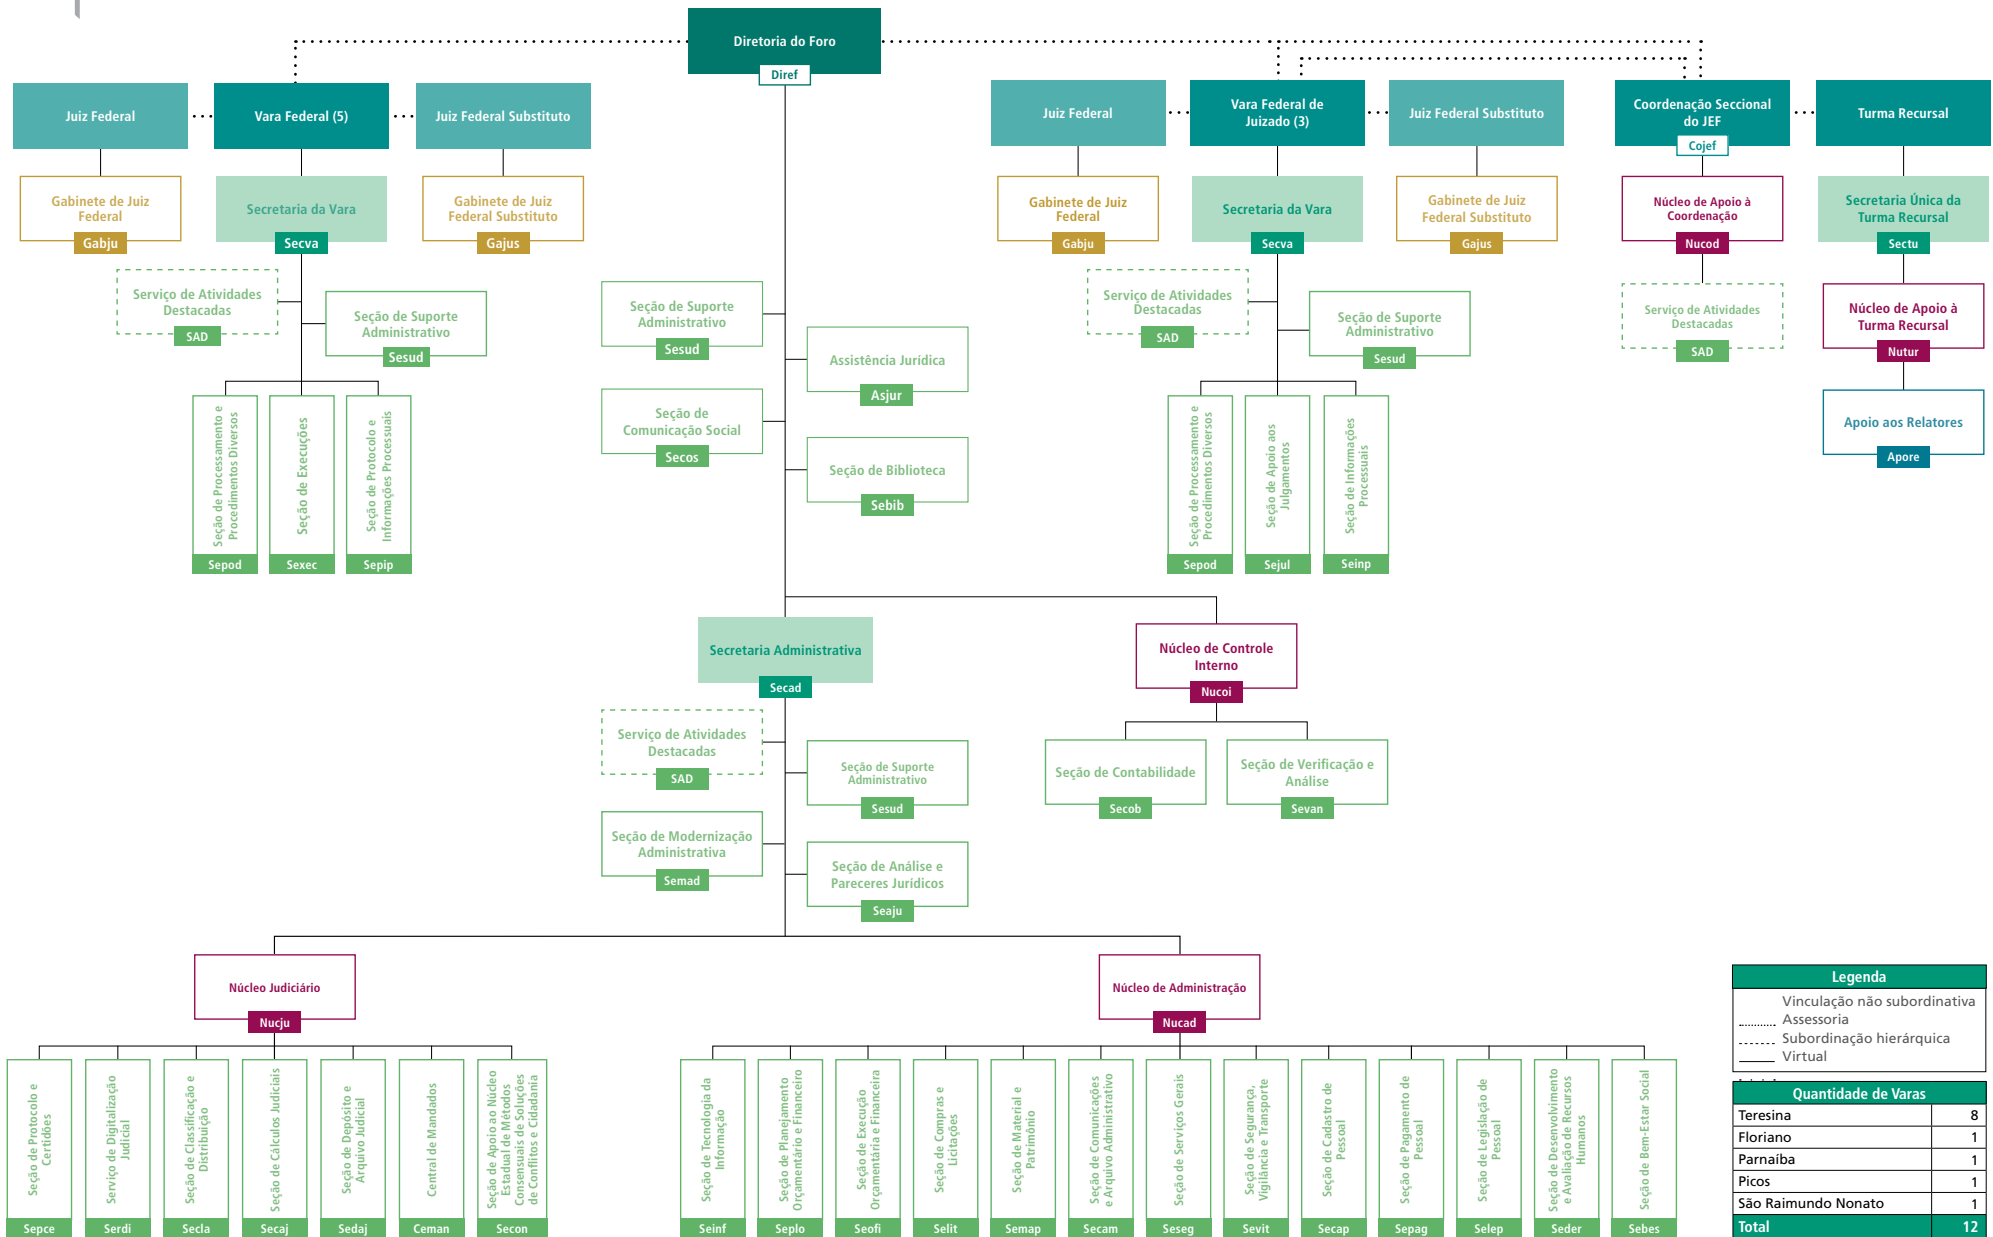 Diretoria do Foro
Diref
Juiz Federal
Vara Federal (5)
Juiz Federal Substituto
Gabinete de Juiz
Federal
Gabju
Secretaria da Vara
Secva
Gabinete de Juiz
Federal Substituto
Gajus
Serviço de Atividades
Destacadas
SAD
Seção de Suporte
Administrativo
Sesud
Seção de Processamento e
Procedimentos Diversos
Sepod
Seção de Execuções
Sexec
Seção de Protocolo e
Informações Processuais
Sepip
Seção de Suporte
Administrativo
Sesud
Assistência Jurídica
Asjur
Seção de
Comunicação Social
Secos
Seção de Biblioteca
Sebib
Juiz Federal
Vara Federal de
Juizado (3)
Juiz Federal Substituto
Gabinete de Juiz
Federal
Gabju
Secretaria da Vara
Secva
Gabinete de Juiz
Federal Substituto
Gajus
Serviço de Atividades
Destacadas
SAD
Seção de Suporte
Administrativo
Sesud
Seção de Processamento e
Procedimentos Diversos
Sepod
Seção de Apoio aos
Julgamentos
Sejul
Seção de Informações
Processuais
Seinp
Coordenação Seccional
do JEF
Cojef
Turma Recursal
Núcleo de Apoio à
Coordenação
Nucod
Secretaria Única da
Turma Recursal
Sectu
Serviço de Atividades
Destacadas
SAD
Núcleo de Apoio à
Turma Recursal
Nutur
Apoio aos Relatores
Apore
Secretaria Administrativa
Secad
Núcleo de Controle
Interno
Nucoi
Serviço de Atividades
Destacadas
SAD
Seção de Suporte
Administrativo
Sesud
Seção de Modernização
Administrativa
Semad
Seção de Análise e
Pareceres Jurídicos
Seaju
Seção de Contabilidade
Secob
Seção de Verificação e
Análise
Sevan
Núcleo Judiciário
Nucju
Núcleo de Administração
Nucad
Seção de Protocolo e
Certidões
Sepce
Serviço de Digitalização
Judicial
Serdi
Seção de Classificação e
Distribuição
Secla
Seção de Cálculos Judiciais
Secaj
Seção de Depósito e
Arquivo Judicial
Sedaj
Central de Mandados
Ceman
Seção de Apoio ao Núcleo
Estadual de Métodos
Consensuais de Soluções
de Conflitos e Cidadania
Secon
Seção de Tecnologia da
Informação
Seinf
Seção de Planejamento
Orçamentário e Financeiro
Seplo
Seção de Execução
Orçamentária e Financeira
Seofi
Seção de Compras e
Licitações
Selit
Seção de Material e
Patrimônio
Semap
Seção de Comunicações
e Arquivo Administrativo
Secam
Seção de Serviços Gerais
Seseg
Seção de Segurança,
Vigilância e Transporte
Sevit
Seção de Cadastro de
Pessoal
Secap
Seção de Pagamento de
Pessoal
Sepag
Seção de Legislação de
Pessoal
Selep
Seção de Desenvolvimento
e Avaliação de Recursos
Humanos
Seder
Seção de Bem-Estar Social
Sebes
Legenda
Vinculação não subordinativa
Assessoria
Subordinação hierárquica
Virtual
Quantidade de Varas
Teresina 8
Floriano 1
Parnaíba 1
Picos 1
São Raimundo Nonato 1
Total 12